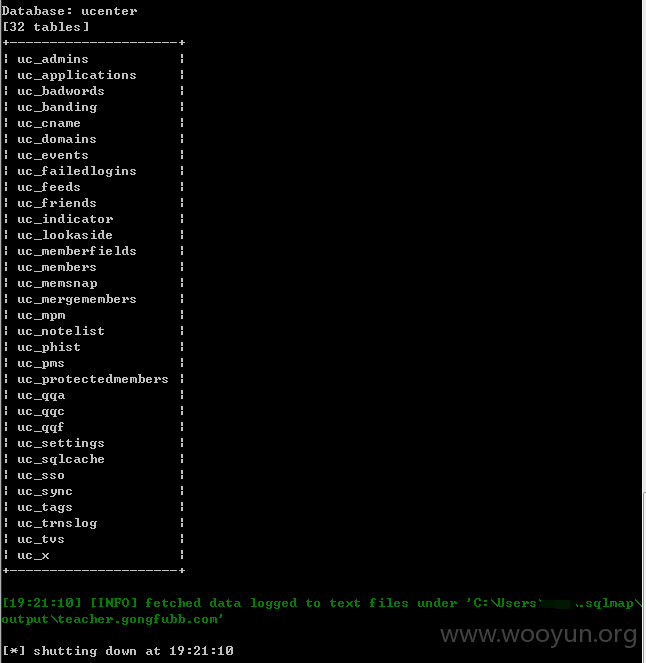 Database: ucenter
[32 tables]
+---------------------+
| uc_admins |
| uc_applications |
| uc_badwords |
| uc_banding |
| uc_cname |
| uc_domains |
| uc_events |
| uc_failedlogins |
| uc_feeds |
| uc_friends |
| uc_indicator |
| uc_lookaside |
| uc_memberfields |
| uc_members |
| uc_memsnap |
| uc_mergemembers |
| uc_mpm |
| uc_notelist |
| uc_phist |
| uc_pms |
| uc_protectedmembers |
| uc_qqa |
| uc_qqc |
| uc_qqf |
| uc_settings |
| uc_sqlcache |
| uc_sso |
| uc_sync |
| uc_tags |
| uc_trnslog |
| uc_tvs |
| uc_x |
+---------------------+
[19:21:10] [INFO] fetched data logged to text files under 'C:\Users\ .sqlmap\
output\teacher.gongfubb.com'
www.wooyun.org
[*] shutting down at 19:21:10